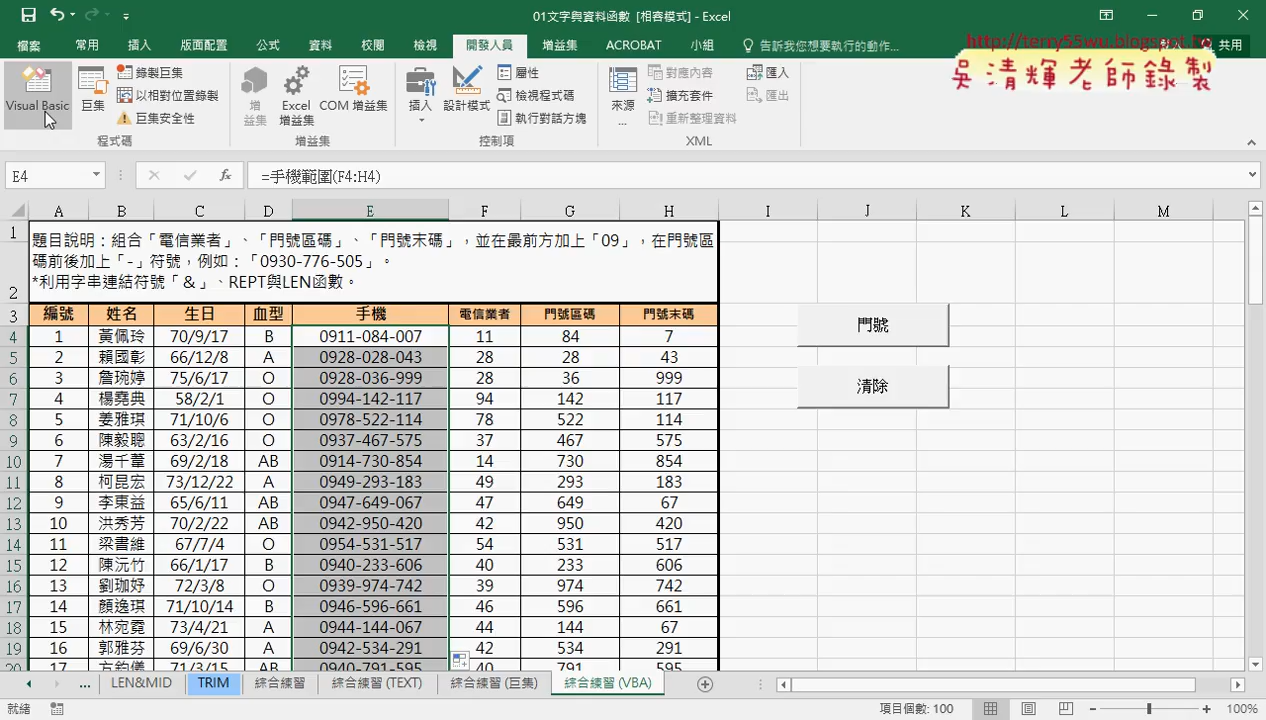 01文字與資料函數 [相容模式] - Excel
檔案 常用 插入 版面配置 公式 資料 校閱 檢視 開發人員 增益集 ACROBAT 小組 告訴我您想要執行的動作... 共用
http://terry55wu.blogspot.
吳清輝老師錄製
Visual Basic 巨集 錄製巨集 以相對位置錄製 巨集安全性 程式碼
增益集 Excel 增益集 COM 增益集 增益集
插入 設計模式 屬性 檢視程式碼 執行對話方塊 控制項
來源... 對應內容 擴充套件 重新整理資料 匯入 匯出 XML
E4 fx =手機範圍(F4:H4)
A B C D E F G H I J K L M
1 題目說明：組合「電信業者」、「門號區碼」、「門號末碼」，並在最前方加上「09」，在門號區
碼前後加上「-」符號，例如：「0930-776-505」。
2 *利用字串連結符號「&」、REPT與LEN函數。
3 編號 姓名 生日 血型 手機 電信業者 門號區碼 門號末碼
4 1 黃佩玲 70/9/17 B 0911-084-007 11 84 7
5 2 賴國彰 66/12/8 A 0928-028-043 28 28 43
6 3 詹琬婷 75/6/17 O 0928-036-999 28 36 999
7 4 楊堯典 58/2/1 O 0994-142-117 94 142 117
8 5 姜雅琪 71/10/6 O 0978-522-114 78 522 114
9 6 陳毅聰 63/2/16 O 0937-467-575 37 467 575
10 7 湯千葦 69/2/18 AB 0914-730-854 14 730 854
11 8 柯昆宏 73/12/22 A 0949-293-183 49 293 183
12 9 李東益 65/6/11 AB 0947-649-067 47 649 67
13 10 洪秀芳 70/2/22 AB 0942-950-420 42 950 420
14 11 梁書維 67/7/4 O 0954-531-517 54 531 517
15 12 陳沅竹 66/1/17 B 0940-233-606 40 233 606
16 13 劉珈妤 72/3/8 O 0939-974-742 39 974 742
17 14 顏逸琪 71/10/14 B 0946-596-661 46 596 661
18 15 林宛霓 73/4/21 A 0944-144-067 44 144 67
19 16 郭雅芬 69/6/30 A 0942-534-291 42 534 291
20 17 方鈞儀 71/3/15 AB 0940-791-595 40 791 595
門號
清除
... LEN&MID TRIM 綜合練習 綜合練習 (TEXT) 綜合練習 (巨集) 綜合練習 (VBA)
就緒 項目個數: 100 100%